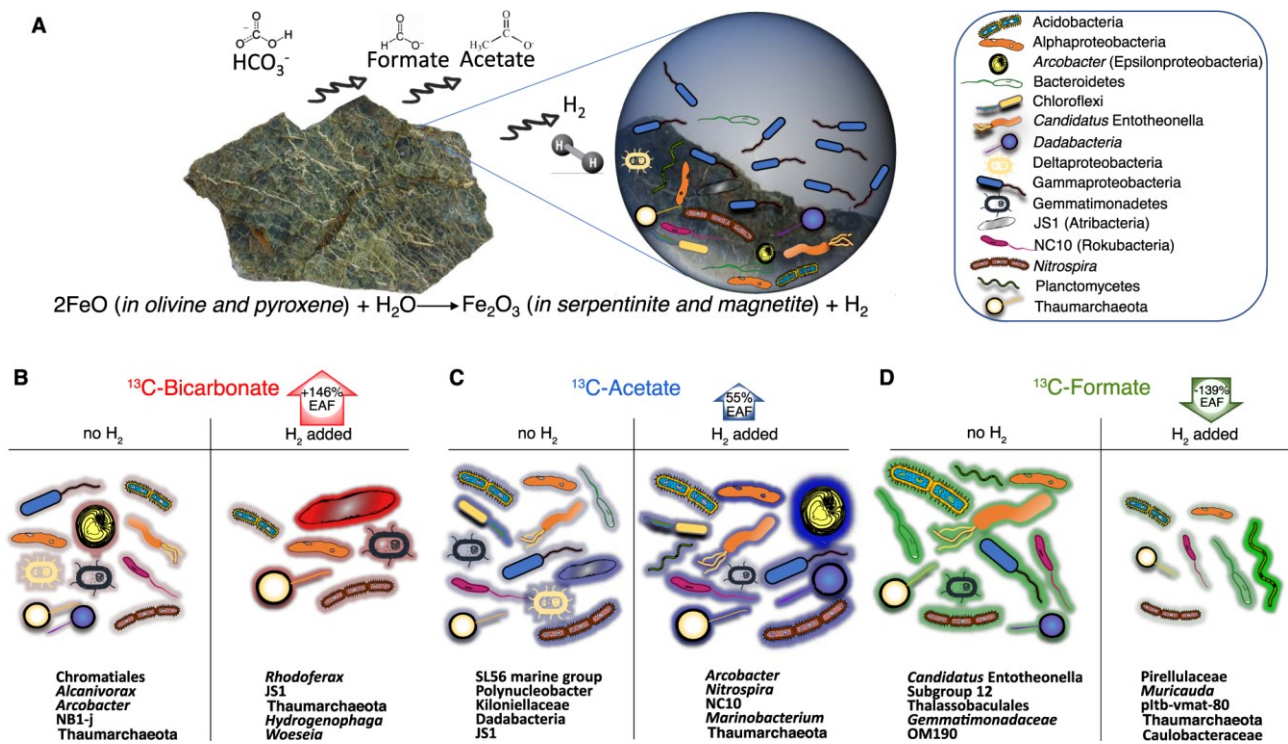 A
HCO₃⁻
Formate
Acetate
H₂
O
O⁻
O
H
H
O
O⁻
H₃C
O
O⁻
H
H
2FeO (in olivine and pyroxene) + H₂O⟶Fe₂O₃ (in serpentinite and magnetite) + H₂
Acidobacteria
Alphaproteobacteria
Arcobacter (Epsilonproteobacteria)
Bacteroidetes
Chloroflexi
Candidatus Entotheonella
Dadabacteria
Deltaproteobacteria
Gammaproteobacteria
Gemmatimonadetes
JS1 (Atribacteria)
NC10 (Rokubacteria)
Nitrospira
Planctomycetes
Thaumarchaeota
B
¹³C-Bicarbonate
+146%
EAF
no H₂
H₂ added
Chromatiales
Alcanivorax
Arcobacter
NB1-j
Thaumarchaeota
Rhodoferax
JS1
Thaumarchaeota
Hydrogenophaga
Woeseia
C
¹³C-Acetate
55%
EAF
no H₂
H₂ added
SL56 marine group
Polynucleobacter
Kiloniellaceae
Dadabacteria
JS1
Arcobacter
Nitrospira
NC10
Marinobacterium
Thaumarchaeota
D
¹³C-Formate
-139%
EAF
no H₂
H₂ added
Candidatus Entotheonella
Subgroup 12
Thalassobaculales
Gemmatimonadaceae
OM190
Pirellulaceae
Muricauda
pltb-vmat-80
Thaumarchaeota
Caulobacteraceae